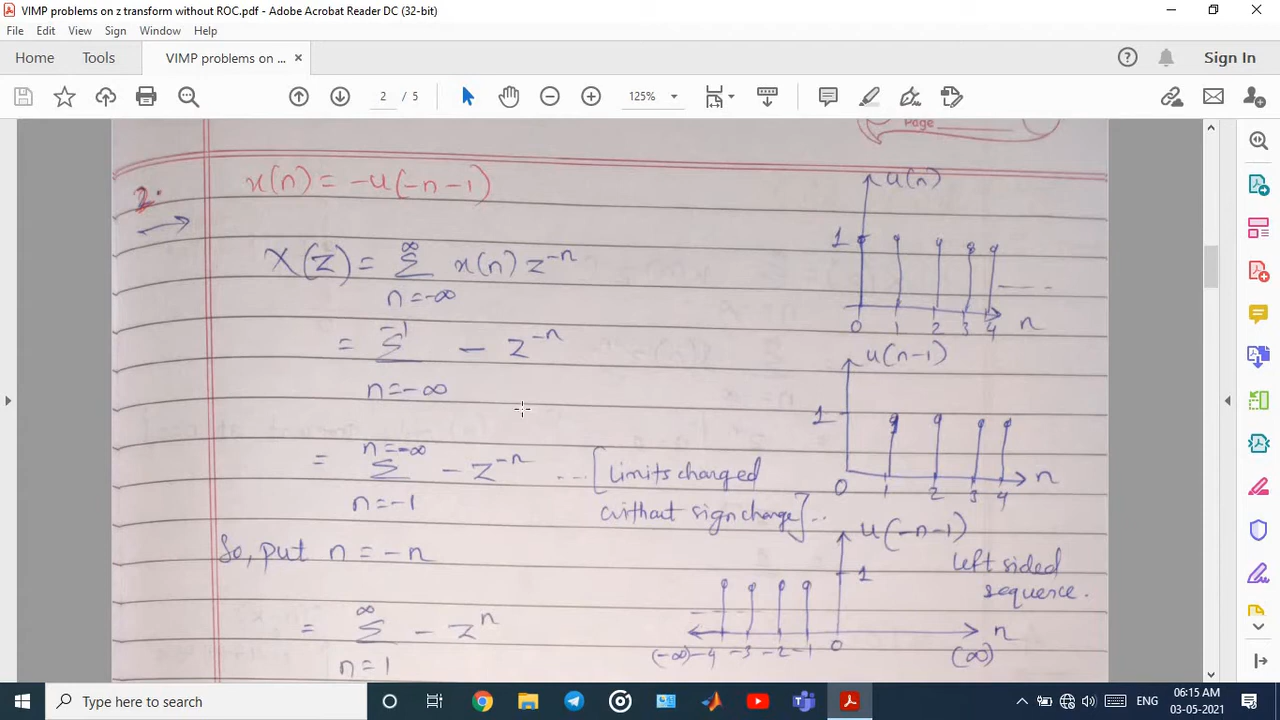 VIMP problems on z transform without ROC.pdf - Adobe Acrobat Reader DC (32-bit)
File Edit View Sign Window Help
Home Tools VIMP problems on ... × Sign In
2 / 5 125%
Page
2. x(n) = -u(-n-1)
X(z) = ∞ Σ n=-∞ x(n) z^-n
= -1 Σ n=-∞ - z^-n
= n=-∞ Σ n=-1 - z^-n ... [Limits changed
without sign change]..
So, put n = -n
= ∞ Σ n=1 - z^n
u(n)
1
0 1 2 3 4 n
u(n-1)
1
0 1 2 3 4 n
u(-n-1)
1
left sided
sequence.
(-∞) -4 -3 -2 -1 0 (∞) n
Type here to search
ENG
06:15 AM
03-05-2021